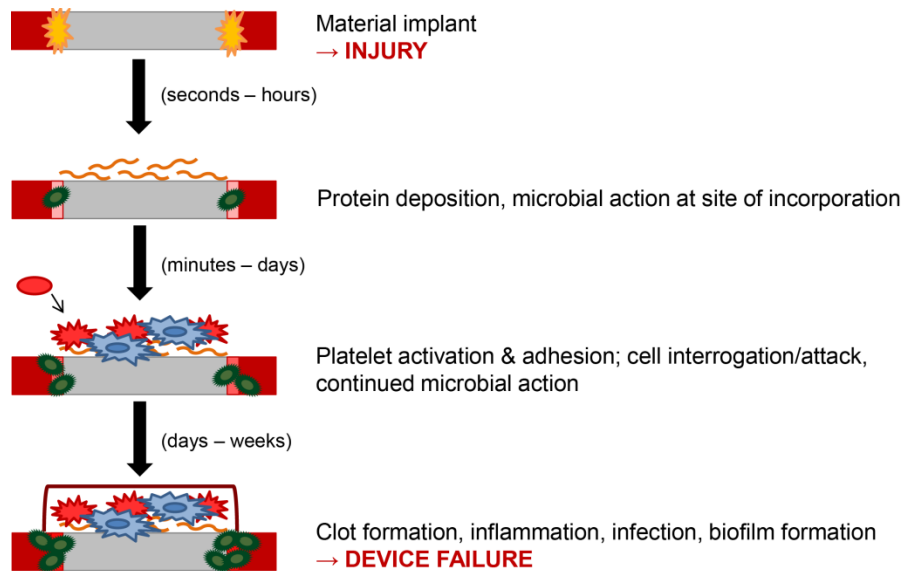 Material implant
→ INJURY
(seconds – hours)
Protein deposition, microbial action at site of incorporation
(minutes – days)
Platelet activation & adhesion; cell interrogation/attack,
continued microbial action
(days – weeks)
Clot formation, inflammation, infection, biofilm formation
→ DEVICE FAILURE